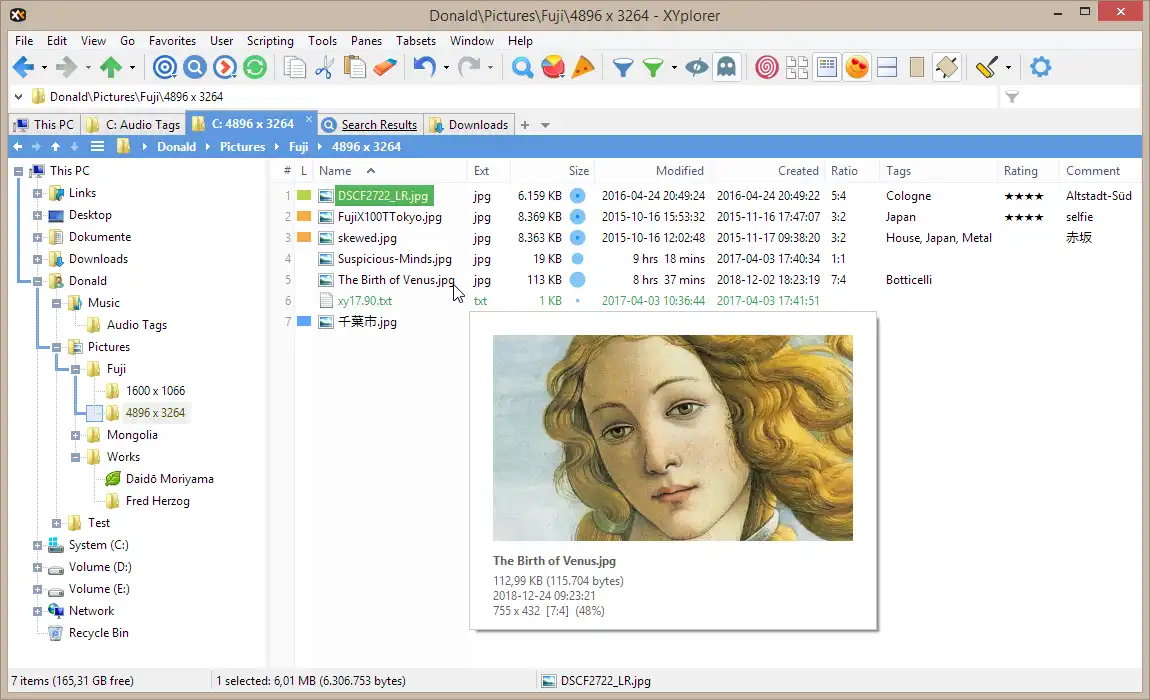 Donald\Pictures\Fuji\4896 x 3264 - XYplorer
File Edit View Go Favorites User Scripting Tools Panes Tabsets Window Help
Donald\Pictures\Fuji\4896 x 3264
This PC C: Audio Tags C: 4896 x 3264 Search Results Downloads
Donald Pictures Fuji 4896 x 3264
This PC
Links
Desktop
Dokumente
Downloads
Donald
Music
Audio Tags
Pictures
Fuji
1600 x 1066
4896 x 3264
Mongolia
Works
Daidō Moriyama
Fred Herzog
Test
System (C:)
Volume (D:)
Volume (E:)
Network
Recycle Bin
# L Name Ext Size Modified Created Ratio Tags Rating Comment
1 DSCF2722_LR.jpg jpg 6.159 KB 2016-04-24 20:49:24 2016-04-24 20:49:22 5:4 Cologne ★★★★ Altstadt-Süd
2 FujiX100TTokyo.jpg jpg 8.369 KB 2015-10-16 15:53:32 2015-11-16 17:47:07 3:2 Japan ★★★★ selfie
3 skewed.jpg jpg 8.363 KB 2015-10-16 12:02:48 2015-11-17 09:38:20 3:2 House, Japan, Metal 赤坂
4 Suspicious-Minds.jpg jpg 19 KB 9 hrs 18 mins 2017-04-03 17:40:34 1:1
5 The Birth of Venus.jpg jpg 113 KB 8 hrs 37 mins 2018-12-02 18:23:19 7:4 Botticelli
6 xy17.90.txt txt 1 KB 2017-04-03 10:36:44 2017-04-03 17:41:51
7 千葉市.jpg
The Birth of Venus.jpg
112,99 KB (115.704 bytes)
2018-12-24 09:23:21
755 x 432 [7:4] (48%)
7 items (165,31 GB free) 1 selected: 6,01 MB (6.306.753 bytes) DSCF2722_LR.jpg